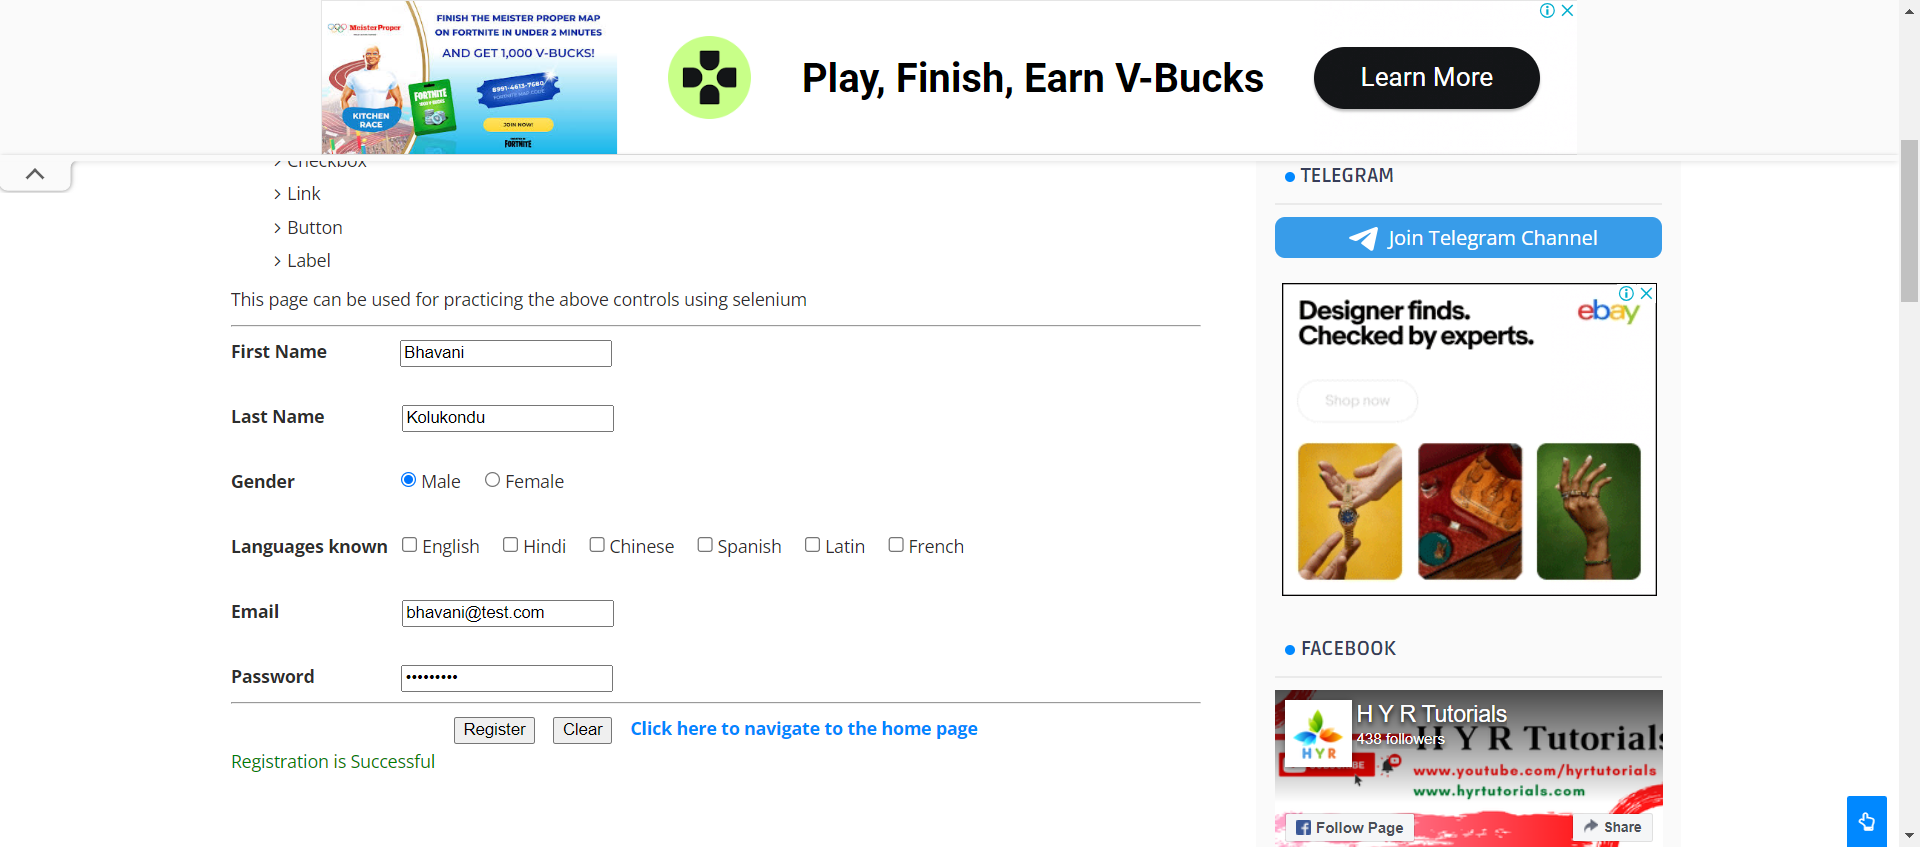 MeisterProper
FINISH THE MEISTER PROPER MAP
ON FORTNITE IN UNDER 2 MINUTES
AND GET 1,000 V-BUCKS!
8991-4613-7680
FORTNITE MAP CODE
FORTNITE
KITCHEN
RACE
JOIN NOW!
FORTNITE
Play, Finish, Earn V-Bucks
Learn More
Checkbox
Link
Button
Label
This page can be used for practicing the above controls using selenium
First Name
Bhavani
Last Name
Kolukondu
Gender
Male
Female
Languages known
English
Hindi
Chinese
Spanish
Latin
French
Email
bhavani@test.com
Password
•••••••••
Register
Clear
Click here to navigate to the home page
Registration is Successful
TELEGRAM
Join Telegram Channel
Designer finds.
Checked by experts.
ebay
Shop now
FACEBOOK
H Y R Tutorials
438 followers
H Y R Tutorials
HYR
www.youtube.com/hyrtutorials
www.hyrtutorials.com
Follow Page
Share